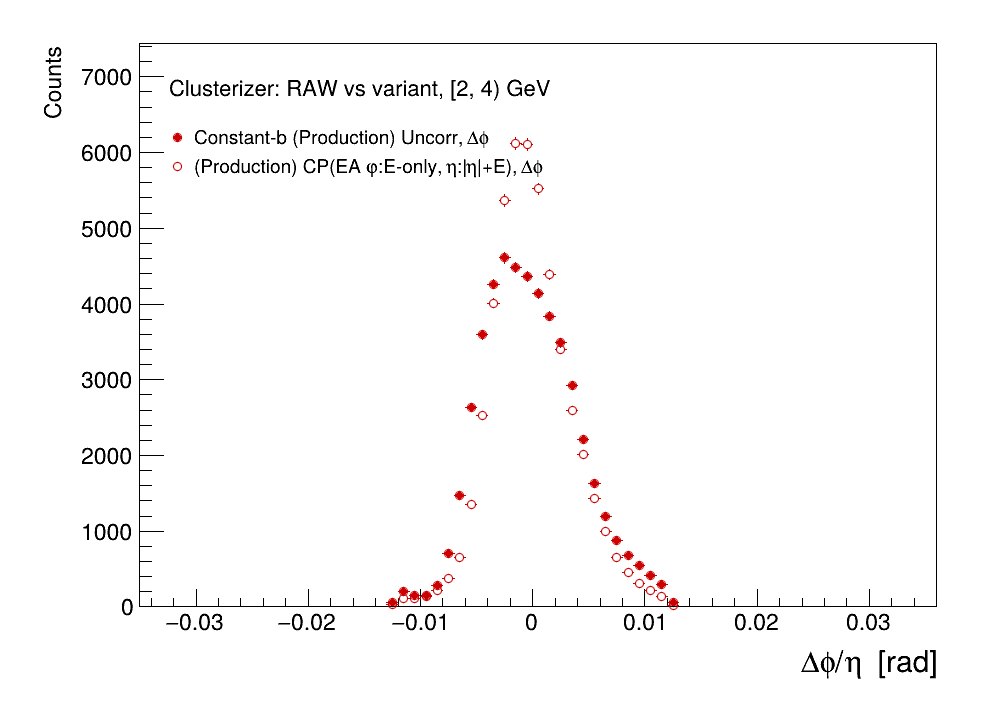 Counts
7000
6000
5000
4000
3000
2000
1000
0
Clusterizer: RAW vs variant, [2, 4) GeV
Constant-b (Production) Uncorr, Δϕ
(Production) CP(EA φ:E-only, η:|η|+E), Δϕ
−0.03 −0.02 −0.01 0 0.01 0.02 0.03
Δϕ/η [rad]